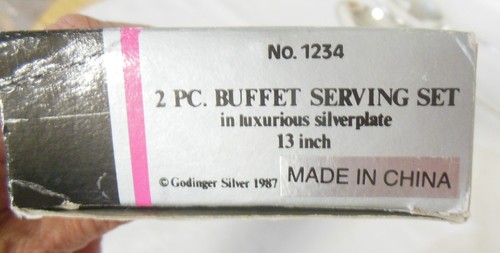 No. 1234
2 PC. BUFFET SERVING SET
in luxurious silverplate
13 inch
© Godinger Silver 1987 MADE IN CHINA